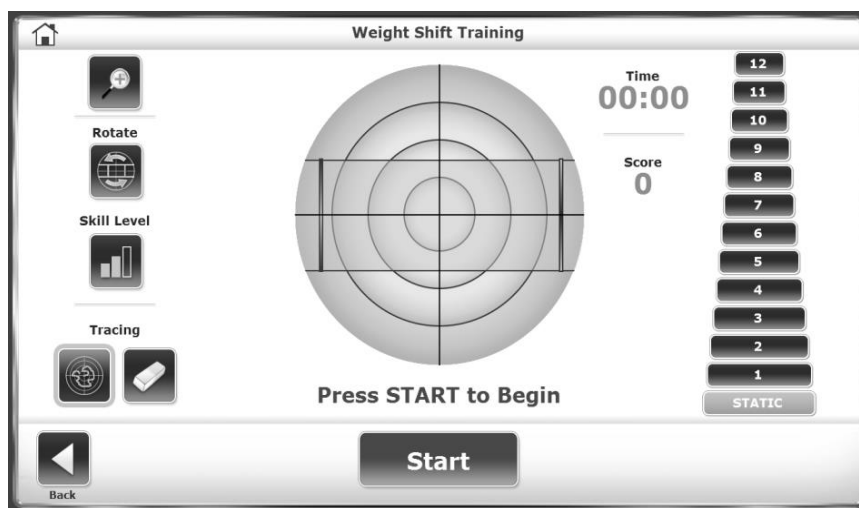 Weight Shift Training
Rotate
Skill Level
Tracing
Time
00:00
Score
0
12
11
10
9
8
7
6
5
4
3
2
1
STATIC
Press START to Begin
Start
Back